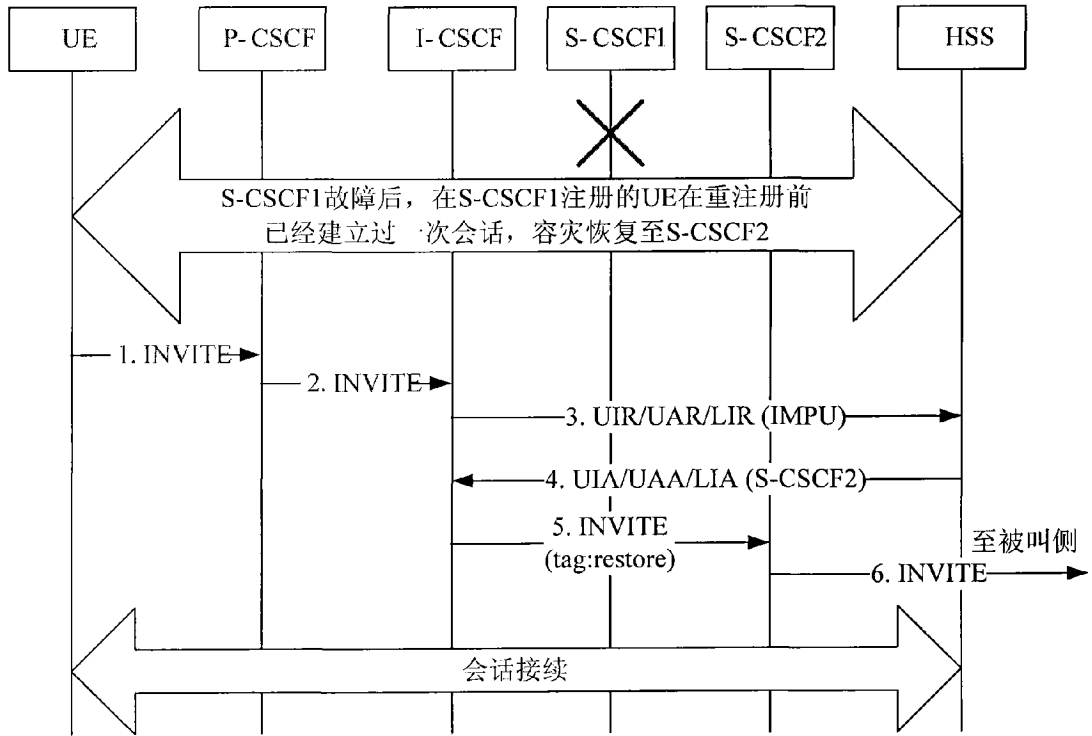 UE
P-CSCF
I-CSCF
S-CSCF1
S-CSCF2
HSS
S-CSCF1故障后，在S-CSCF1注册的UE在重注册前
已经建立过一次会话，容灾恢复至S-CSCF2
1. INVITE
2. INVITE
3. UIR/UAR/LIR (IMPU)
4. UIA/UAA/LIA (S-CSCF2)
5. INVITE
(tag:restore)
至被叫侧
6. INVITE
会话接续